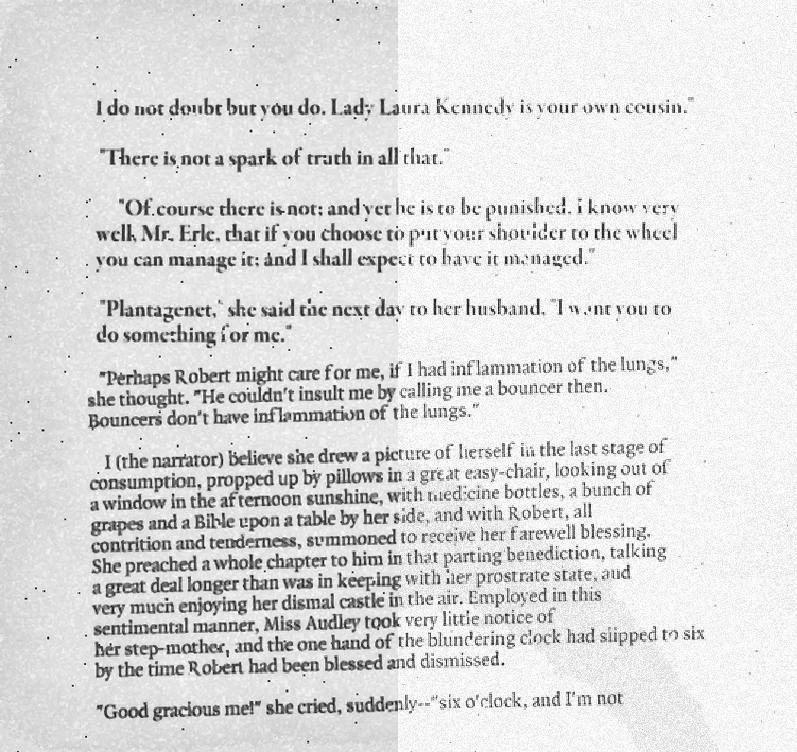 I do not doubt but you do. Lady Laura Kennedy is your own cousin."
"There is not a spark of truth in all that."
"Of course there is not; and yet he is to be punished. I know very
well, Mr. Erle, that if you choose to put your shoulder to the wheel
you can manage it; and I shall expect to have it managed."
"Plantagenet," she said the next day to her husband, "I want you to
do something for me."
"Perhaps Robert might care for me, if I had inflammation of the lungs,"
she thought. "He couldn't insult me by calling me a bouncer then.
Bouncers don't have inflammation of the lungs."
I (the narrator) believe she drew a picture of herself in the last stage of
consumption, propped up by pillows in a great easy-chair, looking out of
a window in the afternoon sunshine, with medicine bottles, a bunch of
grapes and a Bible upon a table by her side, and with Robert, all
contrition and tenderness, summoned to receive her farewell blessing.
She preached a whole chapter to him in that parting benediction, talking
a great deal longer than was in keeping with her prostrate state, and
very much enjoying her dismal castle in the air. Employed in this
sentimental manner, Miss Audley took very little notice of
her step-mother, and the one hand of the blundering clock had slipped to six
by the time Robert had been blessed and dismissed.
"Good gracious me!" she cried, suddenly--"six o'clock, and I'm not